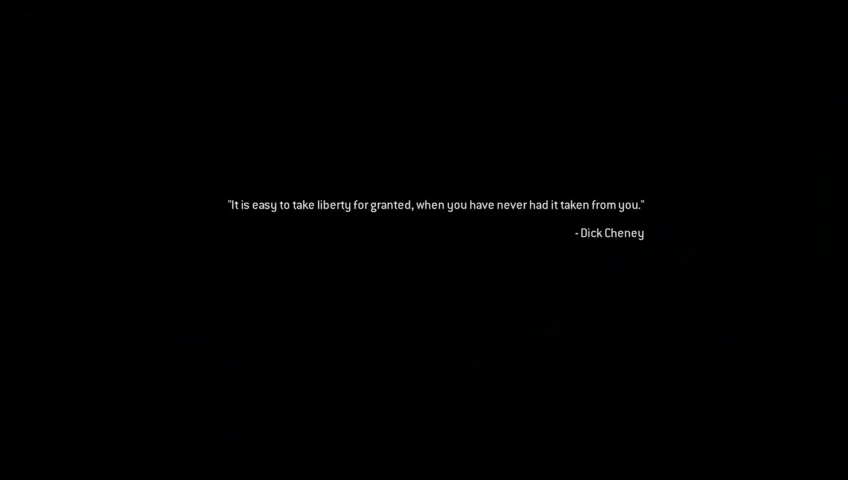 "It is easy to take liberty for granted, when you have never had it taken from you."
- Dick Cheney